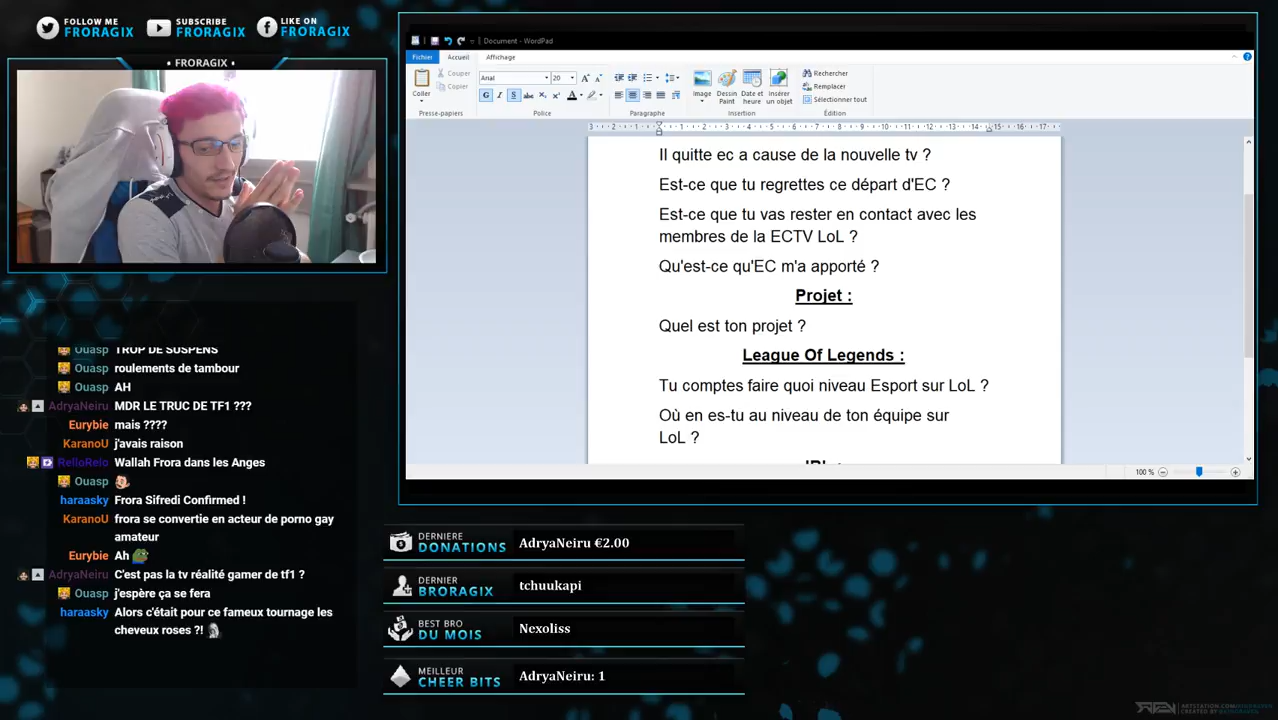 FOLLOW ME
FRORAGIX
SUBSCRIBE
FRORAGIX
LIKE ON
FRORAGIX
• FRORAGIX •
Document - WordPad
Fichier
Accueil
Affichage
Coller
Couper
Copier
Presse-papiers
Arial
20
Police
Paragraphe
Image
Dessin Paint
Date et heure
Insérer un objet
Insertion
Rechercher
Remplacer
Sélectionner tout
Édition
Il quitte ec a cause de la nouvelle tv ?
Est-ce que tu regrettes ce départ d'EC ?
Est-ce que tu vas rester en contact avec les
membres de la ECTV LoL ?
Qu'est-ce qu'EC m'a apporté ?
Projet :
Quel est ton projet ?
League Of Legends :
Tu comptes faire quoi niveau Esport sur LoL ?
Où en es-tu au niveau de ton équipe sur
LoL ?
100 %
Ouasp TROP DE SUSPENS
Ouasp roulements de tambour
Ouasp AH
AdryaNeiru MDR LE TRUC DE TF1 ???
Eurybie mais ????
KaranoU j'avais raison
RelioRelo Wallah Frora dans les Anges
Ouasp
haraasky Frora Sifredi Confirmed !
KaranoU frora se convertie en acteur de porno gay
amateur
Eurybie Ah
AdryaNeiru C'est pas la tv réalité gamer de tf1 ?
Ouasp j'espère ça se fera
haraasky Alors c'était pour ce fameux tournage les
cheveux roses ?!
DERNIERE
DONATIONS
AdryaNeiru €2.00
DERNIER
BRORAGIX
tchuukapi
BEST BRO
DU MOIS
Nexoliss
MEILLEUR
CHEER BITS
AdryaNeiru: 1